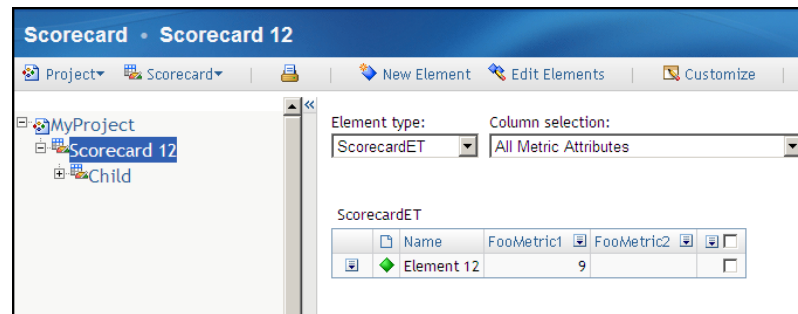 Scorecard • Scorecard 12
Project Scorecard New Element Edit Elements Customize
MyProject
Scorecard 12
Child
Element type: Column selection:
ScorecardET All Metric Attributes
ScorecardET
Name FooMetric1 FooMetric2
Element 12 9